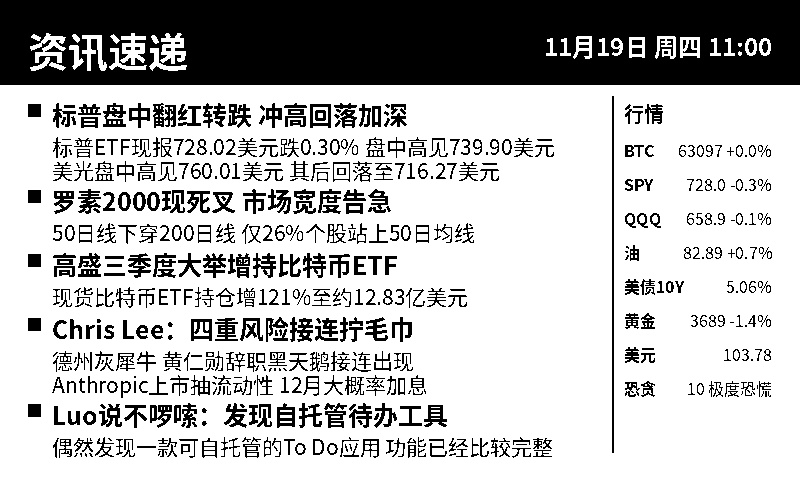 资讯速递
11月19日 周四 11:00
■ 标普盘中翻红转跌 冲高回落加深
标普ETF现报728.02美元跌0.30% 盘中高见739.90美元
美光盘中高见760.01美元 其后回落至716.27美元
■ 罗素2000现死叉 市场宽度告急
50日线下穿200日线 仅26%个股站上50日均线
■ 高盛三季度大举增持比特币ETF
现货比特币ETF持仓增121%至约12.83亿美元
■ Chris Lee：四重风险接连拧毛巾
德州灰犀牛 黄仁勋辞职黑天鹅接连出现
Anthropic上市抽流动性 12月大概率加息
■ Luo说不啰嗦：发现自托管待办工具
偶然发现一款可自托管的To Do应用 功能已经比较完整
行情
BTC 63097 +0.0%
SPY 728.0 -0.3%
QQQ 658.9 -0.1%
油 82.89 +0.7%
美债10Y 5.06%
黄金 3689 -1.4%
美元 103.78
恐贪 10 极度恐慌